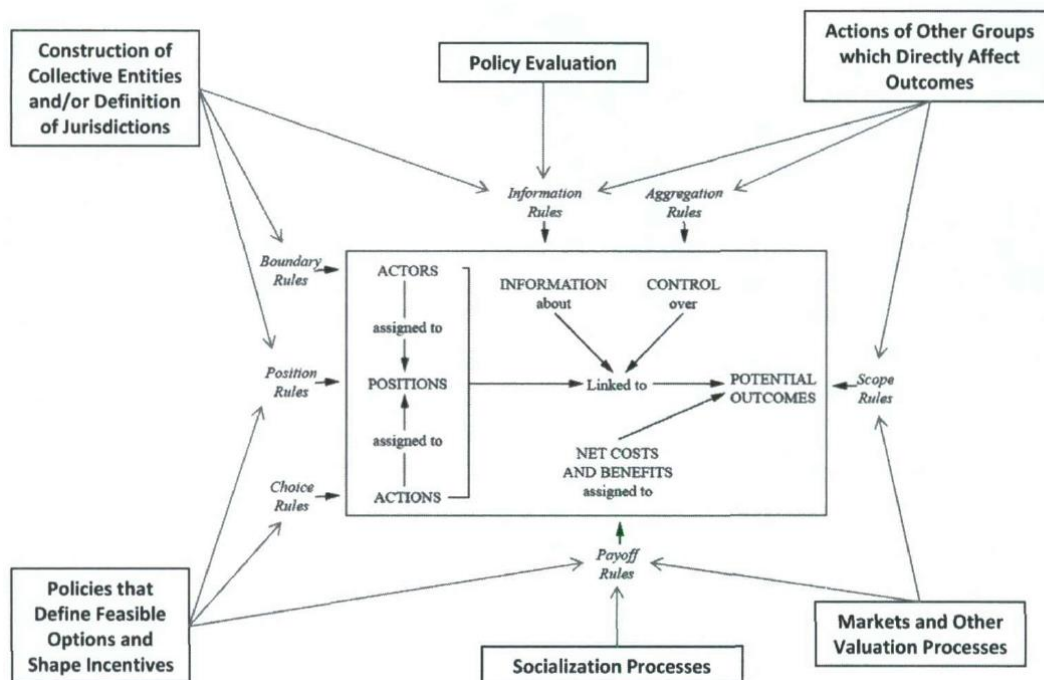 Construction of
Collective Entities
and/or Definition
of Jurisdictions
Policy Evaluation
Actions of Other Groups
which Directly Affect
Outcomes
Information
Rules
Aggregation
Rules
Boundary
Rules
ACTORS
assigned to
POSITIONS
assigned to
ACTIONS
INFORMATION
about
CONTROL
over
Position
Rules
Linked to
POTENTIAL
OUTCOMES
Scope
Rules
NET COSTS
AND BENEFITS
assigned to
Choice
Rules
Payoff
Rules
Policies that
Define Feasible
Options and
Shape Incentives
Socialization Processes
Markets and Other
Valuation Processes